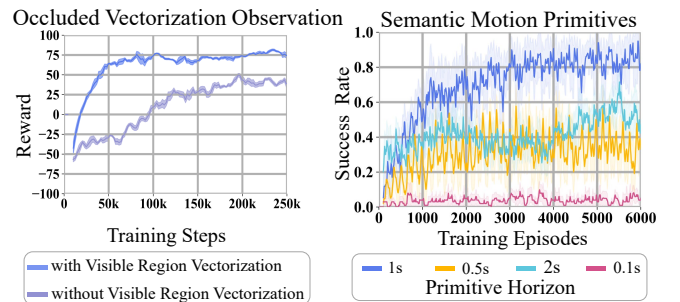 Occluded Vectorization Observation
100
75
50
25
0
25
50
75
−100
0
50k
100k
150k
200k
250k
Reward
Training Steps
with Visible Region Vectorization
without Visible Region Vectorization
Semantic Motion Primitives
1.0
0.8
0.6
0.4
0.2
0.0
0
1000
2000
3000
4000
5000
6000
Success Rate
Training Episodes
1s 0.5s 2s 0.1s
Primitive Horizon